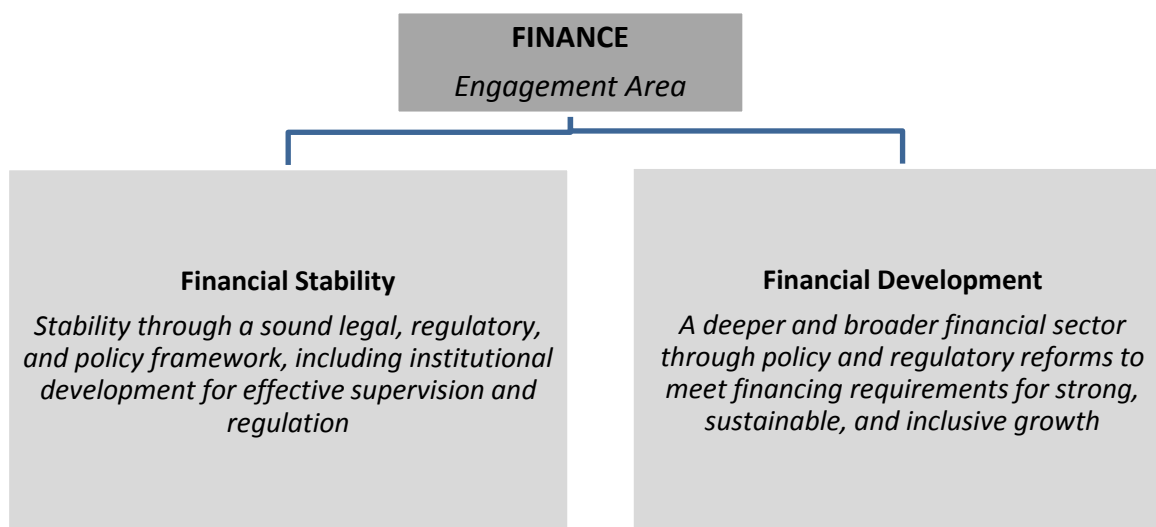 FINANCE
Engagement Area
Financial Stability
Stability through a sound legal, regulatory,
and policy framework, including institutional
development for effective supervision and
regulation
Financial Development
A deeper and broader financial sector
through policy and regulatory reforms to
meet financing requirements for strong,
sustainable, and inclusive growth